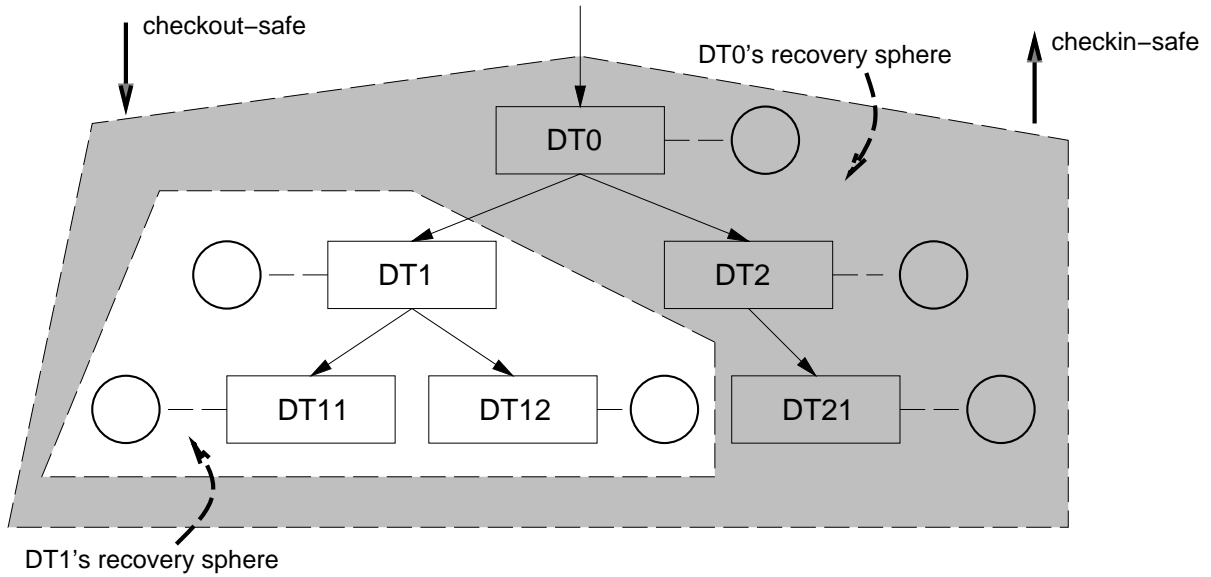 checkout−safe
checkin−safe
DT0's recovery sphere
DT0
DT1
DT2
DT11
DT12
DT21
DT1's recovery sphere